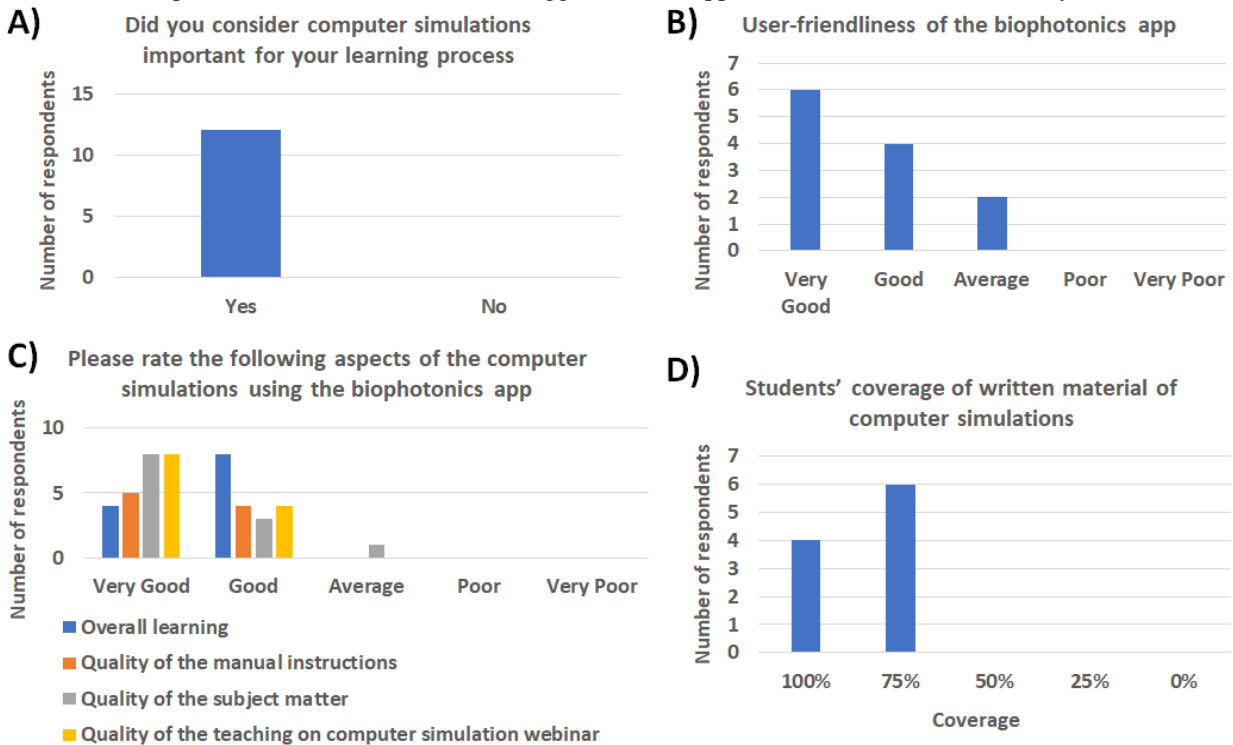 A)
Did you consider computer simulations
important for your learning process
Number of respondents
15
10
5
0
Yes
No
B)
User-friendliness of the biophotonics app
Number of respondents
7
6
5
4
3
2
1
0
Very
Good
Good
Average
Poor
Very Poor
C)
Please rate the following aspects of the computer
simulations using the biophotonics app
Number of respondents
10
5
0
Very Good
Good
Average
Poor
Very Poor
Overall learning
Quality of the manual instructions
Quality of the subject matter
Quality of the teaching on computer simulation webinar
D)
Students’ coverage of written material of
computer simulations
Number of respondents
7
6
5
4
3
2
1
0
100%
75%
50%
25%
0%
Coverage